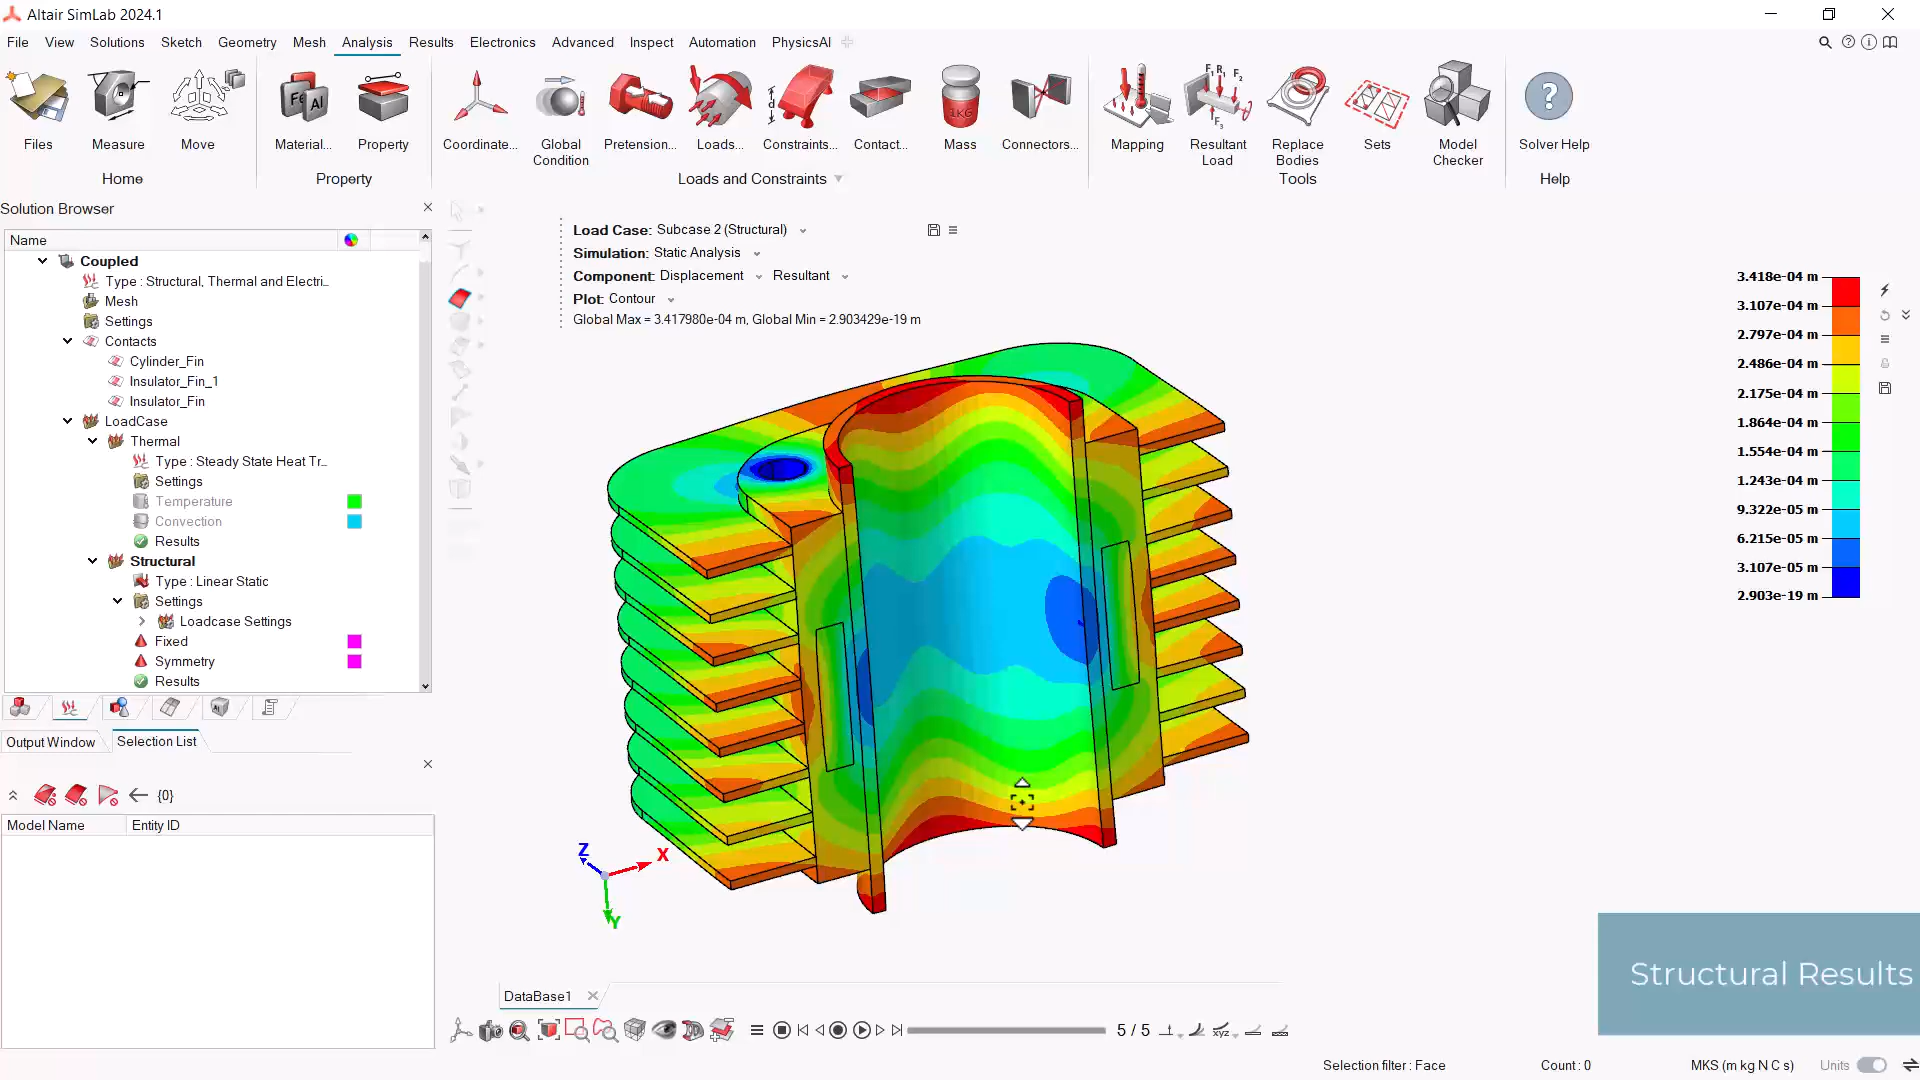 Altair SimLab 2024.1
File View Solutions Sketch Geometry Mesh Analysis Results Electronics Advanced Inspect Automation PhysicsAI
Fe Al 1KG F1 R1 F2 F3
Files Measure Move Material... Property Coordinate... Global Condition Pretension... Loads... Constraints... Contact... Mass Connectors... Mapping Resultant Load Replace Bodies Sets Model Checker Solver Help
Home Property Loads and Constraints Tools Help
Solution Browser
Name
Coupled
Type : Structural, Thermal and Electri...
Mesh
Settings
Contacts
Cylinder_Fin
Insulator_Fin_1
Insulator_Fin
LoadCase
Thermal
Type : Steady State Heat Tr...
Settings
Temperature
Convection
Results
Structural
Type : Linear Static
Settings
Loadcase Settings
Fixed
Symmetry
Results
Output Window Selection List
{0}
Model Name Entity ID
Load Case: Subcase 2 (Structural)
Simulation: Static Analysis
Component: Displacement Resultant
Plot: Contour
Global Max = 3.417980e-04 m, Global Min = 2.903429e-19 m
3.418e-04 m
3.107e-04 m
2.797e-04 m
2.486e-04 m
2.175e-04 m
1.864e-04 m
1.554e-04 m
1.243e-04 m
9.322e-05 m
6.215e-05 m
3.107e-05 m
2.903e-19 m
Z X
Y
Structural Results
DataBase1
5 / 5 xyz
Selection filter : Face Count: 0 MKS (m kg N C s) Units